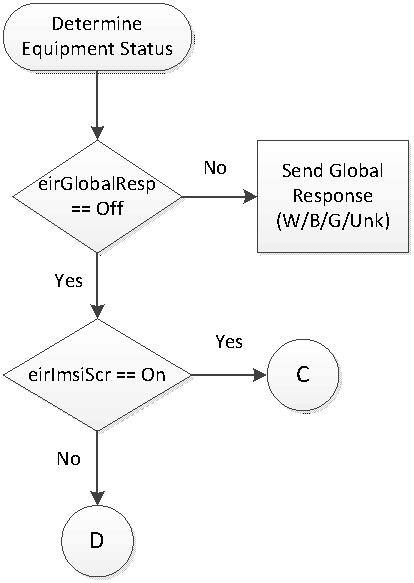 Determine
Equipment Status
eirGlobalResp
== Off
No
Send Global
Response
(W/B/G/Unk)
Yes
eirImsiScr == On
Yes
C
No
D